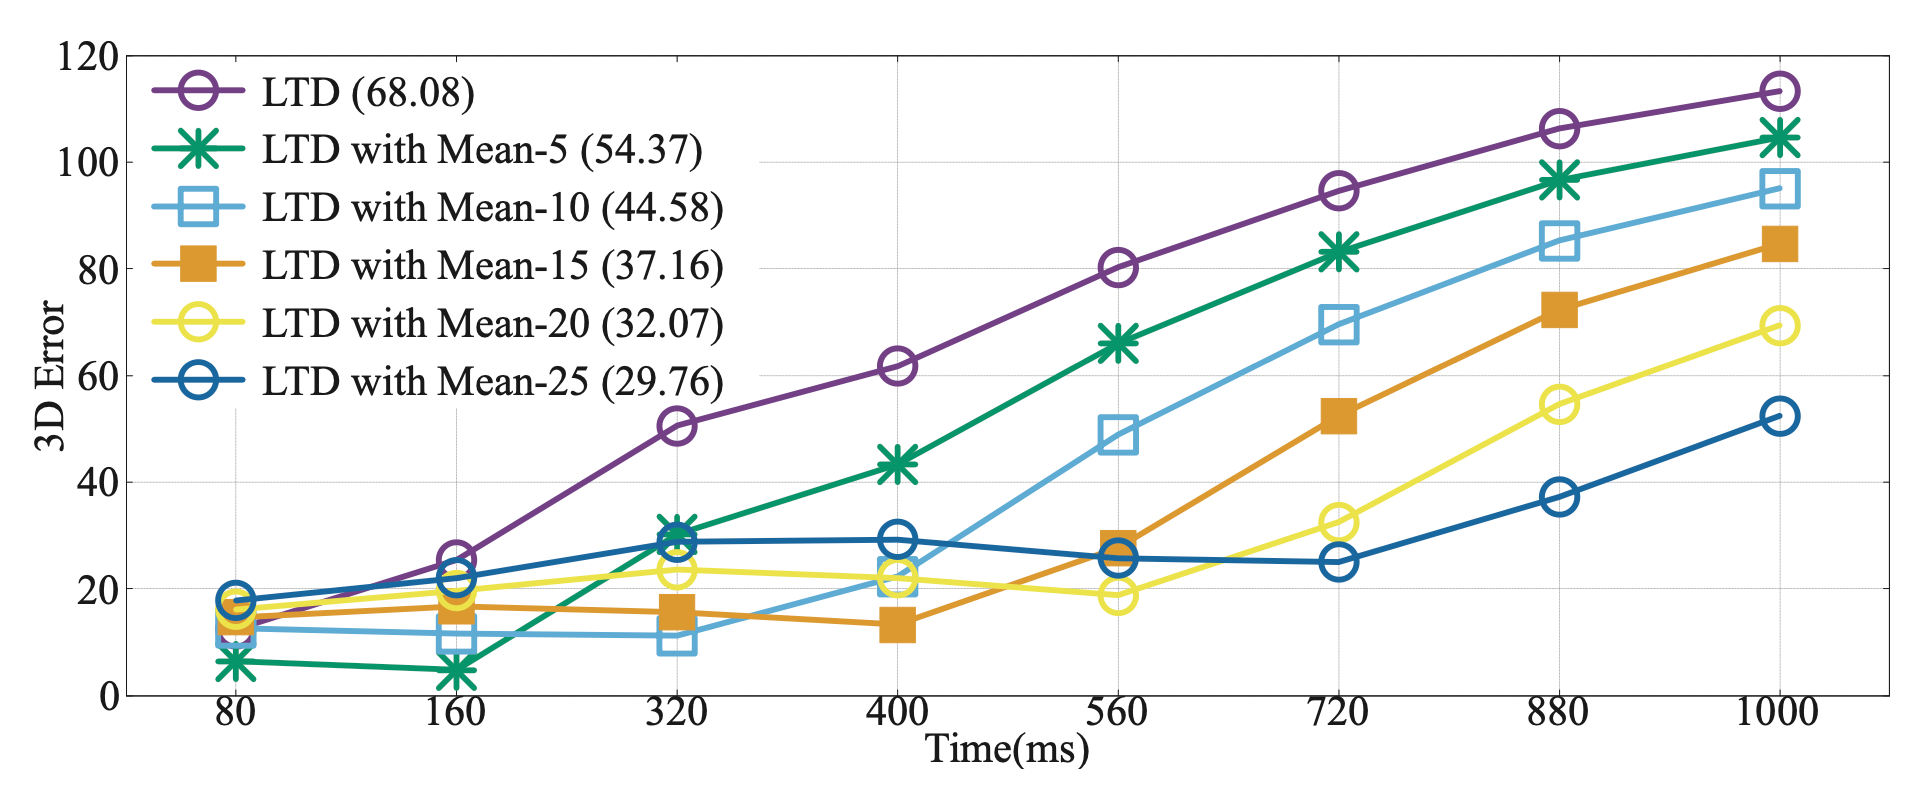 120
100
80
60
40
20
0
3D Error
LTD (68.08)
LTD with Mean-5 (54.37)
LTD with Mean-10 (44.58)
LTD with Mean-15 (37.16)
LTD with Mean-20 (32.07)
LTD with Mean-25 (29.76)
80 160 320 400 560 720 880 1000
Time(ms)